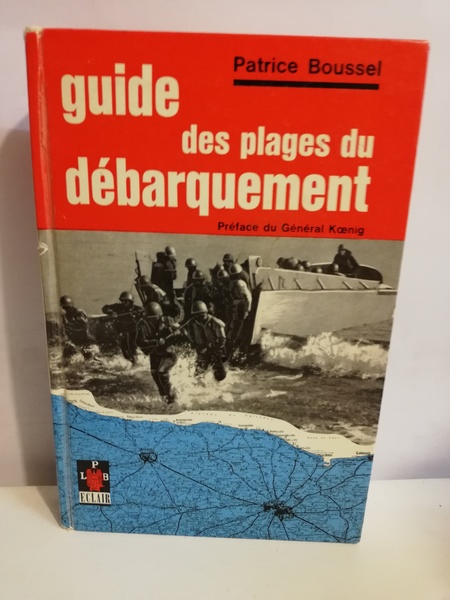 Patrice Boussel
guide
des plages du
débarquement
Préface du Général Kœnig
P
L B
ECLAIR